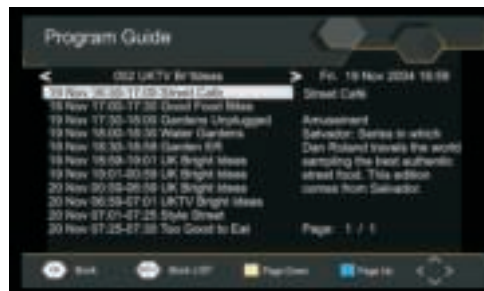 Program Guide
002 UKTV Br'Ideas
Fri, 19 Nov 2004 16:59
19 Nov 16:30-17:00 Street Café
Street Café
19 Nov 17:00-17:30 Good Food Bites
19 Nov 17:30-18:00 Gardens Unplugged
Amusement
19 Nov 18:00-18:30 Water Gardens
Salvador: Series in which
19 Nov 18:30-18:59 Garden ER
Dan Roland travels the world
19 Nov 18:59-19:01 UK Bright Ideas
sampling the best authentic
19 Nov 19:01-00:59 UK Bright Ideas
street food. This edition
20 Nov 00:59-06:59 UK Bright Ideas
comes from Salvador.
20 Nov 06:59-07:01 UKTV Bright Ideas
20 Nov 07:01-07:25 Style Street
20 Nov 07:25-07:38 Too Good to Eat
Page: 1 / 1
Book
Book LIST
Page Down
Page Up